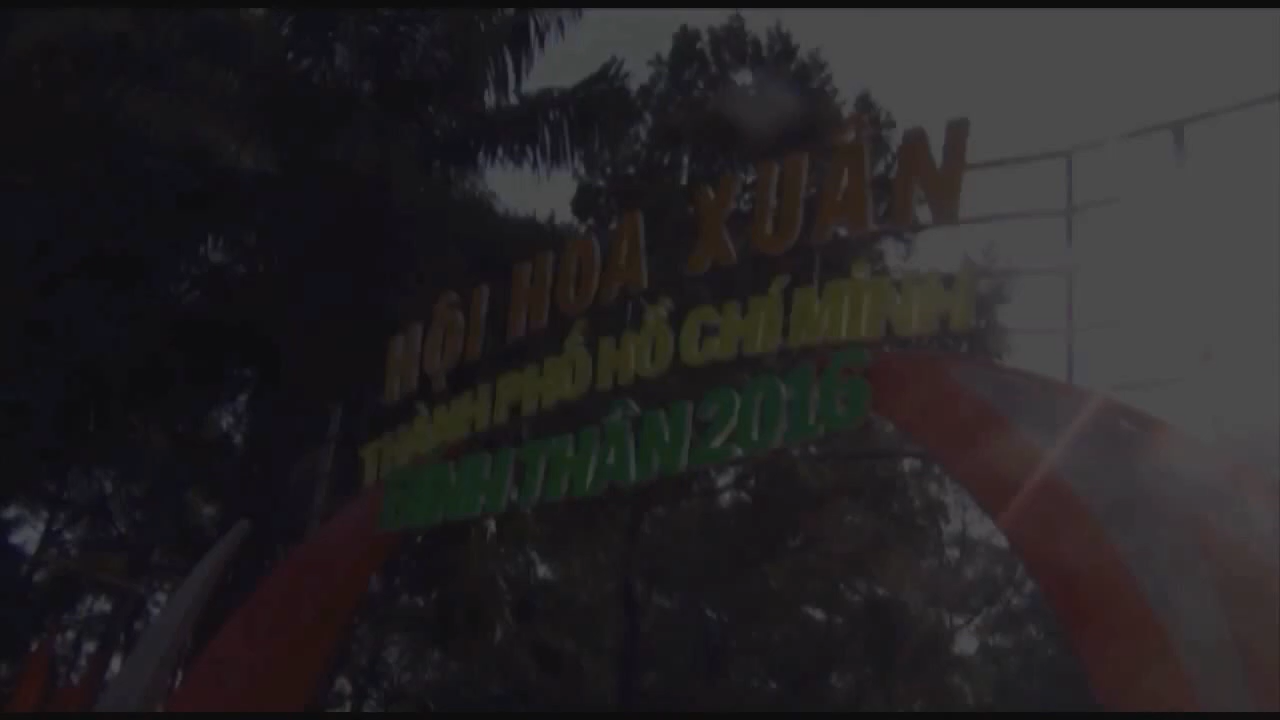 HỘI HOA XUÂN
THÀNH PHỐ HỒ CHÍ MINH
BÍNH THÂN 2016